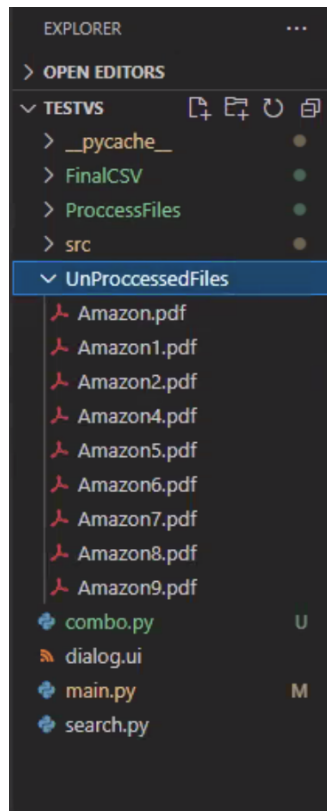 EXPLORER
OPEN EDITORS
TESTVS
__pycache__
FinalCSV
ProccessFiles
src
UnProccessedFiles
Amazon.pdf
Amazon1.pdf
Amazon2.pdf
Amazon4.pdf
Amazon5.pdf
Amazon6.pdf
Amazon7.pdf
Amazon8.pdf
Amazon9.pdf
combo.py U
dialog.ui
main.py M
search.py